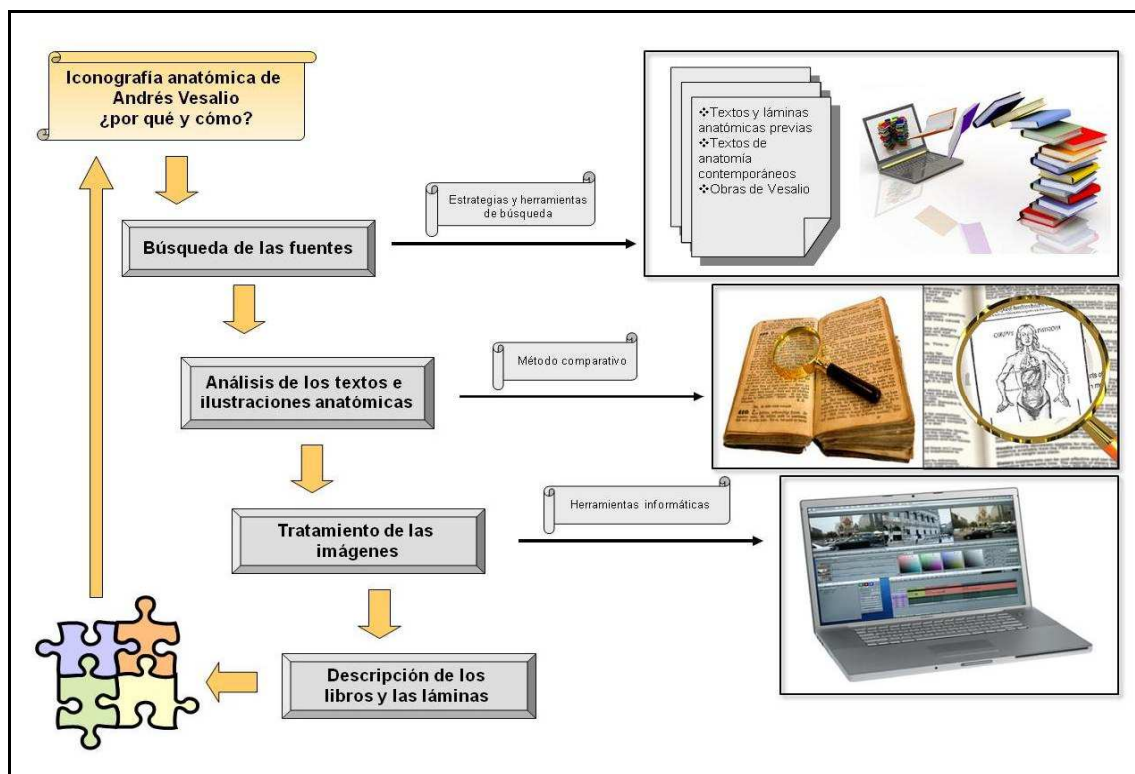 Iconografía anatómica de
Andrés Vesalio
¿por qué y cómo?
Búsqueda de las fuentes
Estrategias y herramientas
de búsqueda
❖Textos y láminas
anatómicas previas
❖Textos de
anatomía
contemporáneos
❖Obras de Vesalio
Análisis de los textos e
ilustraciones anatómicas
Método comparativo
Tratamiento de las
imágenes
Herramientas informáticas
Descripción de los
libros y las láminas